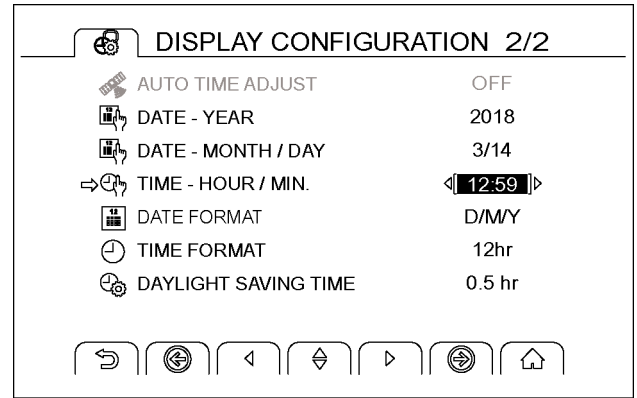 DISPLAY CONFIGURATION 2/2
AUTO TIME ADJUST OFF
DATE - YEAR 2018
DATE - MONTH / DAY 3/14
TIME - HOUR / MIN. [ 12:59 ]
DATE FORMAT D/M/Y
TIME FORMAT 12hr
DAYLIGHT SAVING TIME 0.5 hr